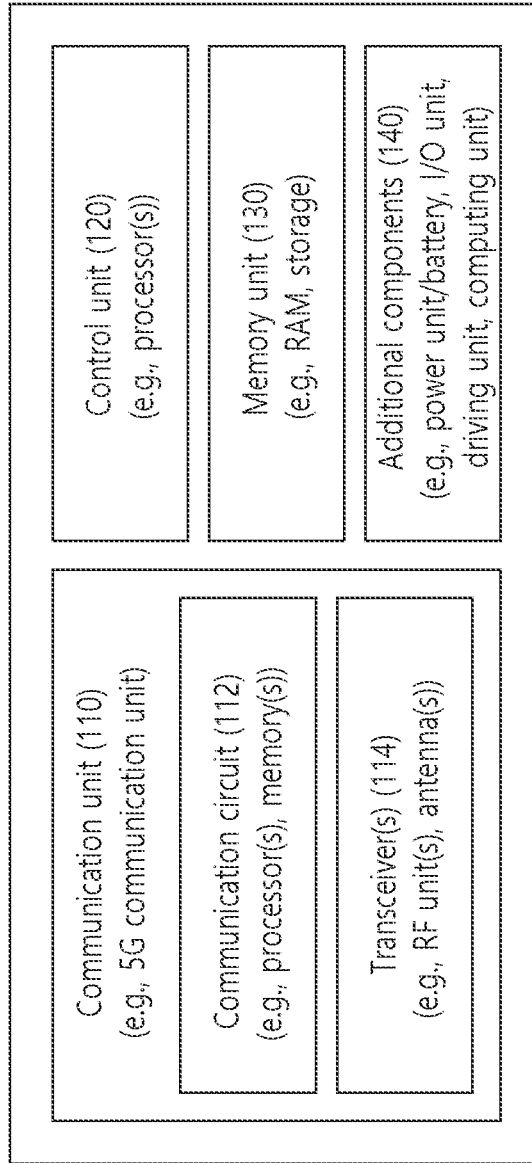 Communication unit (110)
(e.g., 5G communication unit)
Communication circuit (112)
(e.g., processor(s), memory(s))
Transceiver(s) (114)
(e.g., RF unit(s), antenna(s))
Control unit (120)
(e.g., processor(s))
Memory unit (130)
(e.g., RAM, storage)
Additional components (140)
(e.g., power unit/battery, I/O unit,
driving unit, computing unit)